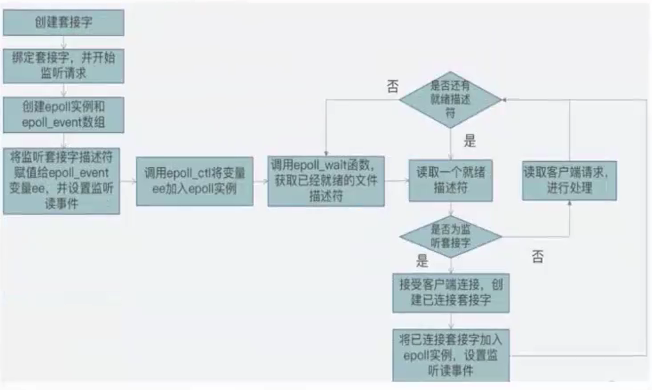 创建套接字
绑定套接字，并开始
监听请求
创建epoll实例和
epoll_event数组
将监听套接字描述符
赋值给epoll_event
变量ee，并设置监听
读事件
调用epoll_ctl将变量
ee加入epoll实例
调用epoll_wait函数，
获取已经就绪的文件
描述符
否
是否还有
就绪描述
符
是
读取一个就绪
描述符
读取客户端请求，
进行处理
是否为监
听套接字
是
否
接受客户端连接，创
建已连接套接字
将已连接套接字加入
epoll实例，设置监
听读事件